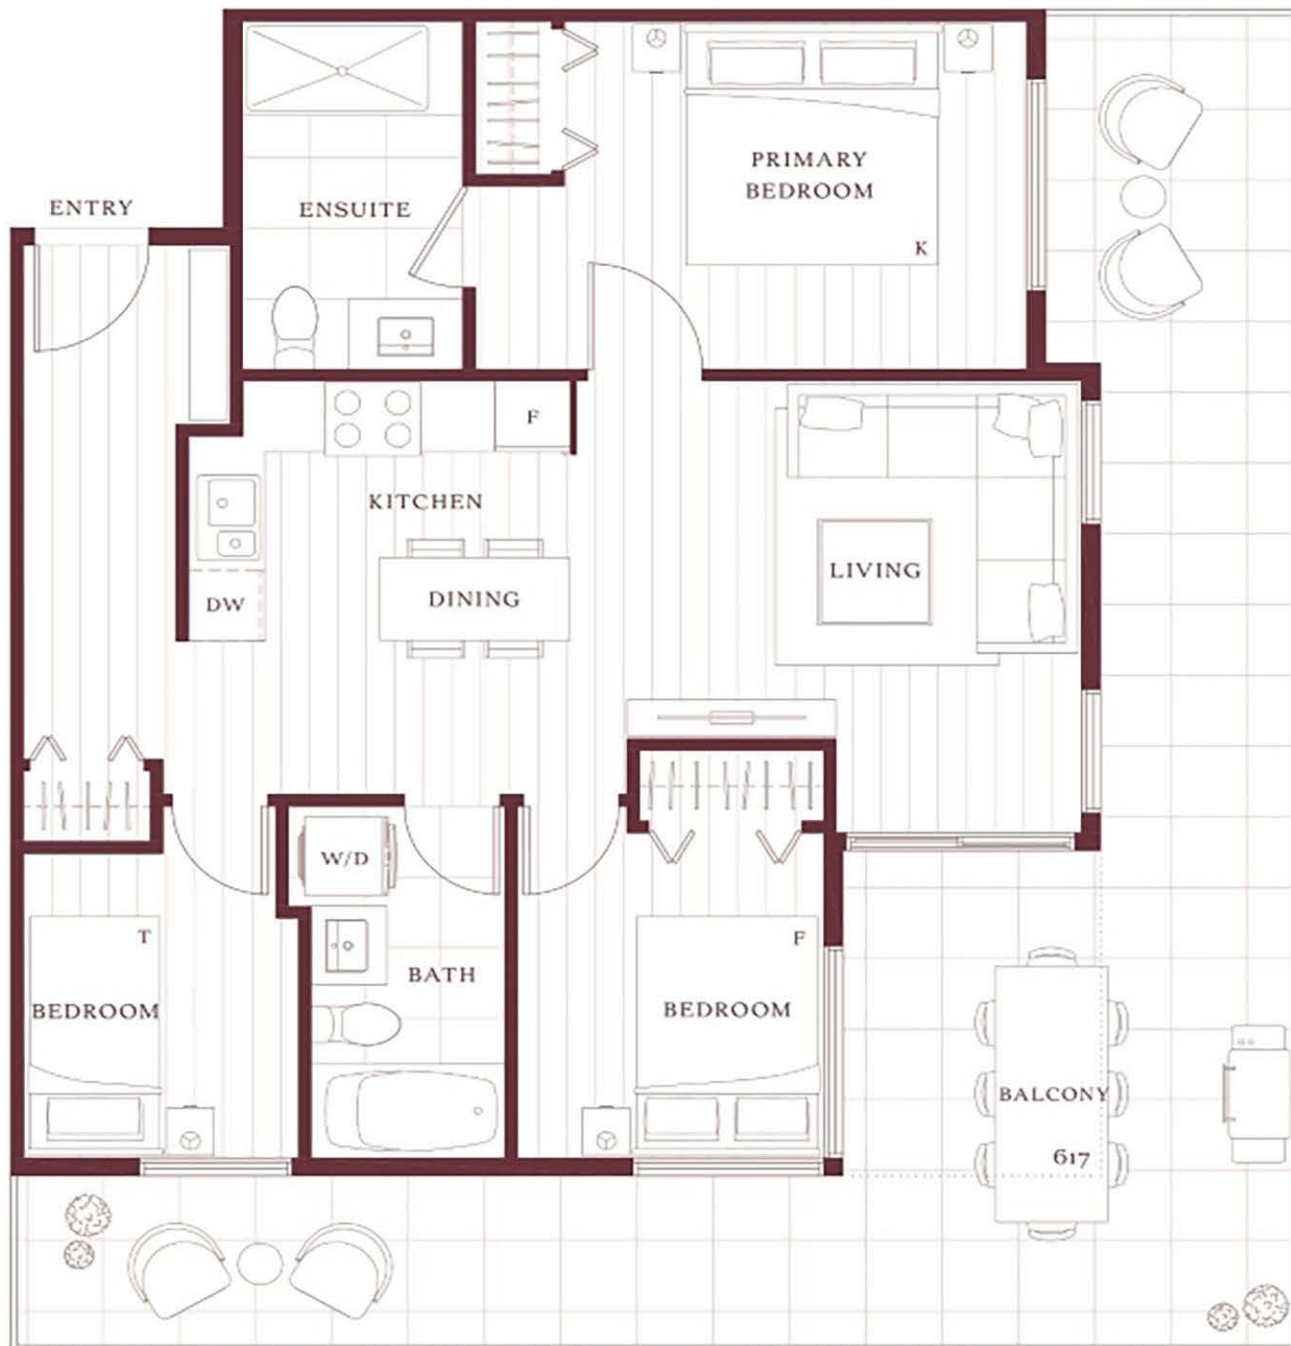 PRIMARY
BEDROOM
K
ENTRY
ENSUITE
F
KITCHEN
LIVING
DINING
DW
W/D
T
F
BATH
BEDROOM
BEDROOM
BALCONY
617